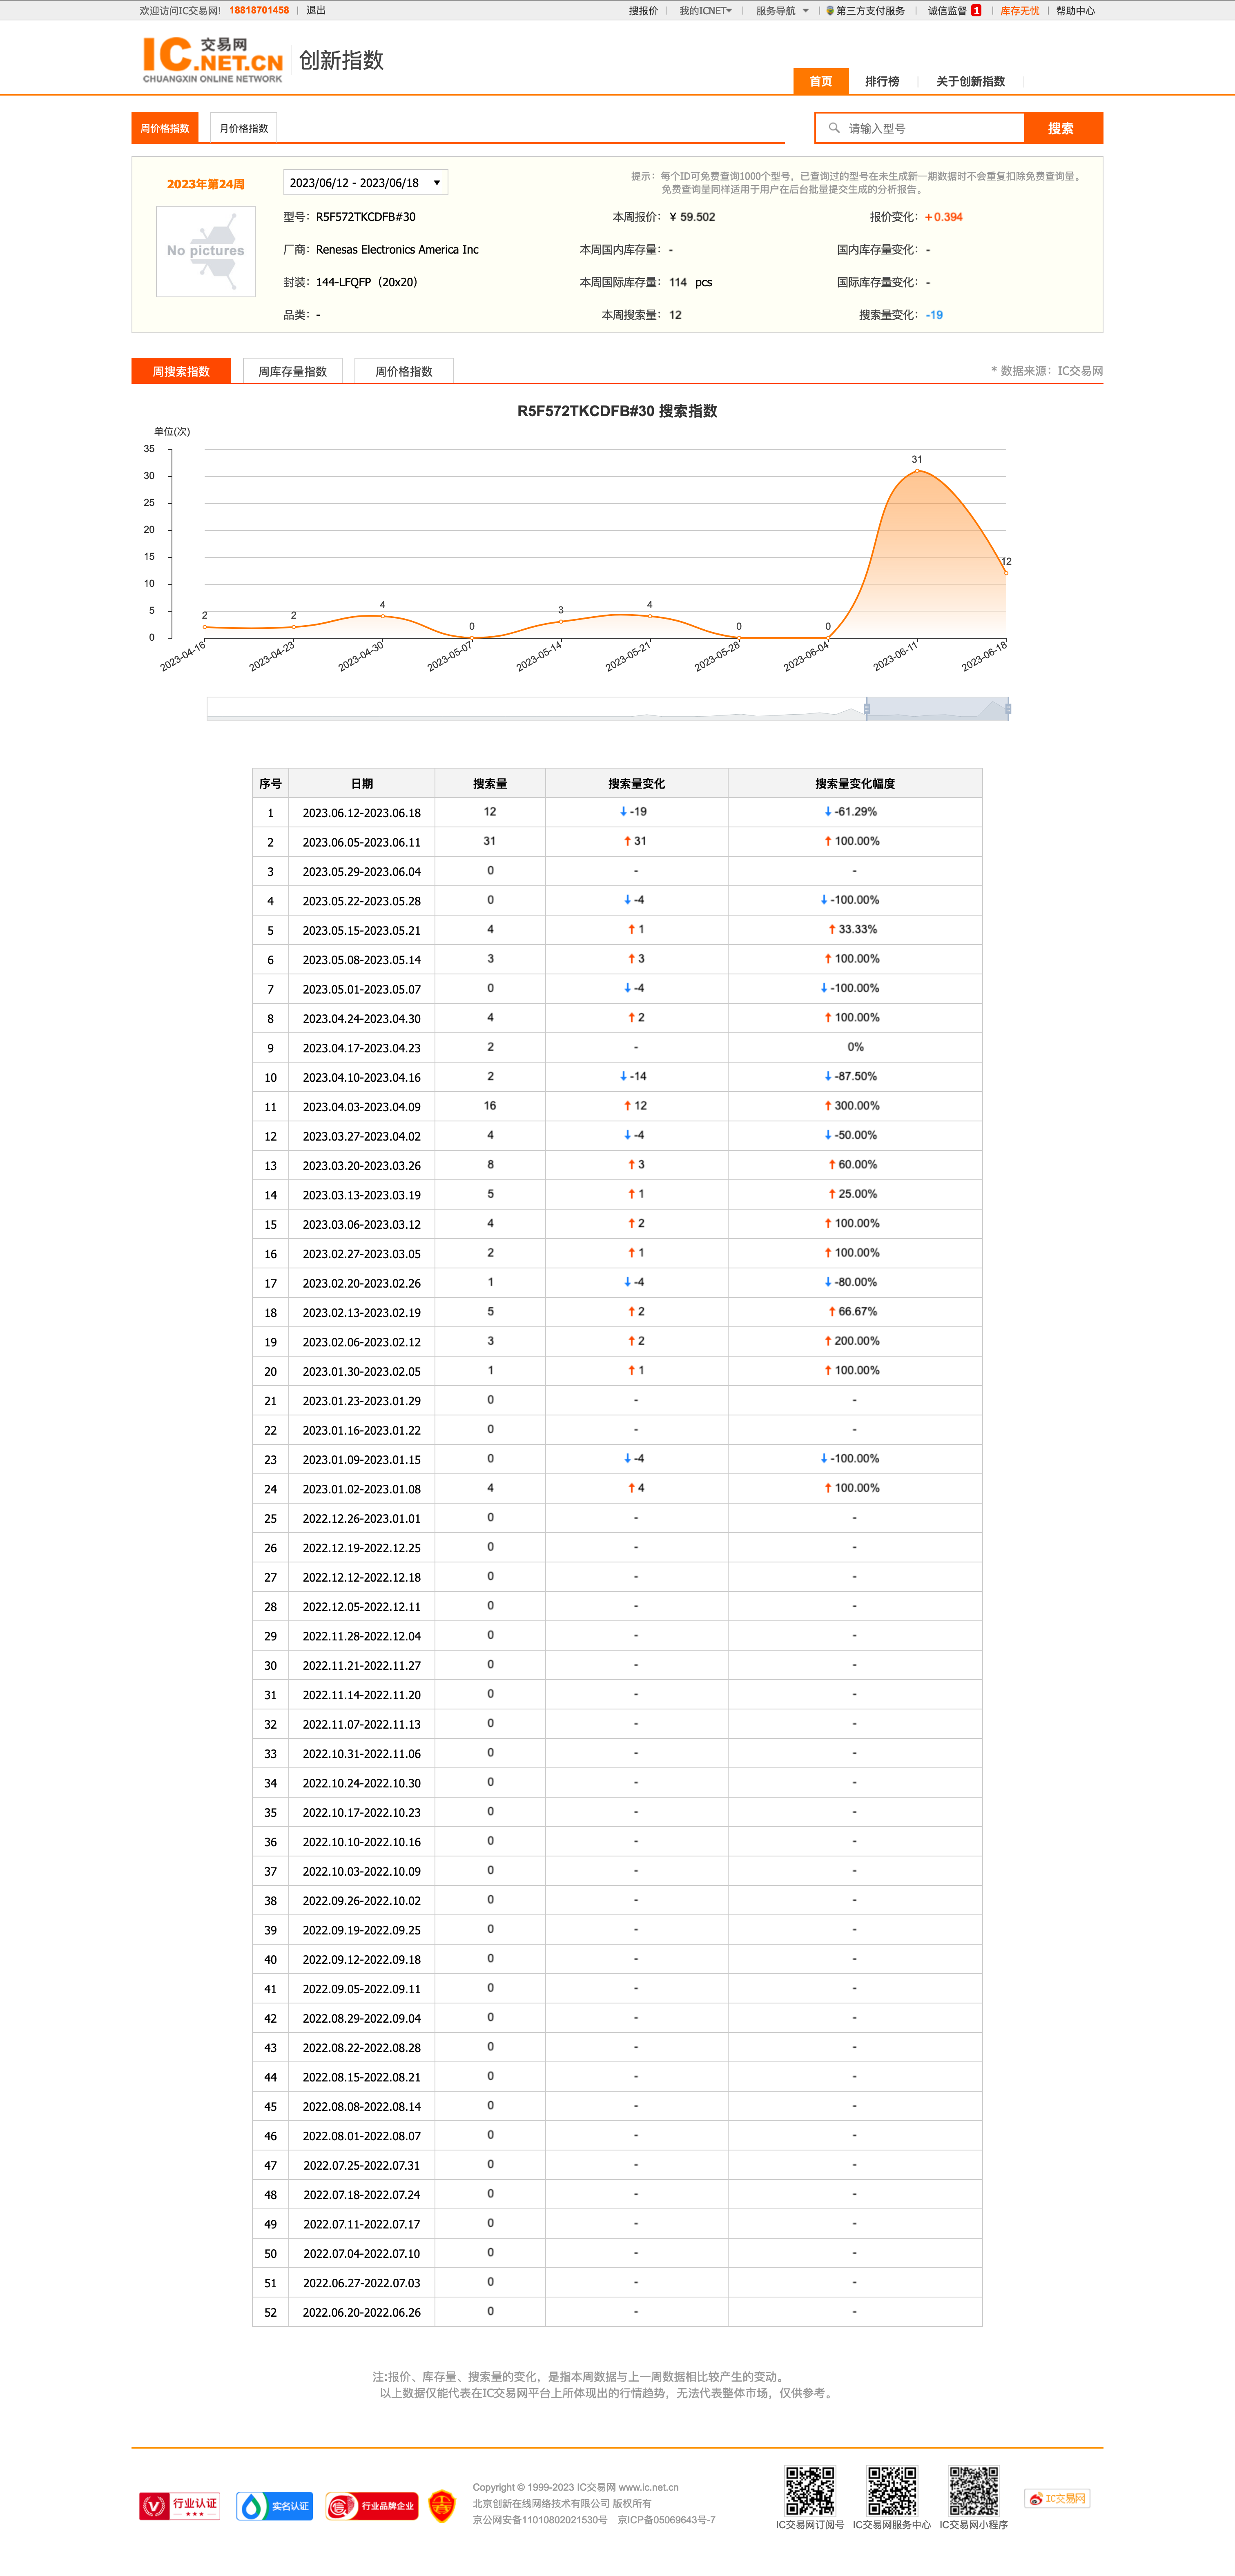 欢迎访问IC交易网! 18818701458 | 退出 搜报价 | 我的ICNET | 服务导航 | 第三方支付服务 | 诚信监督 1 | 库存无忧 | 帮助中心
IC 交易网 .NET.CN CHUANGXIN ONLINE NETWORK 创新指数
首页 排行榜 关于创新指数
周价格指数 月价格指数 请输入型号 搜索
2023年第24周 2023/06/12 - 2023/06/18 提示：每个ID可免费查询1000个型号，已查询过的型号在未生成新一期数据时不会重复扣除免费查询量。
免费查询量同样适用于用户在后台批量提交生成的分析报告。
No pictures
型号：R5F572TKCDFB#30 本周报价：¥ 59.502 报价变化：+0.394
厂商：Renesas Electronics America Inc 本周国内库存量：- 国内库存量变化：-
封装：144-LFQFP（20x20） 本周国际库存量：114 pcs 国际库存量变化：-
品类：- 本周搜索量：12 搜索量变化：-19
周搜索指数 周库存量指数 周价格指数 * 数据来源：IC交易网
R5F572TKCDFB#30 搜索指数
单位(次)
35
30
25
20
15
10
5
0
2 2 4 0 3 4 0 0 31 12
2023-04-16 2023-04-23 2023-04-30 2023-05-07 2023-05-14 2023-05-21 2023-05-28 2023-06-04 2023-06-11 2023-06-18
序号 日期 搜索量 搜索量变化 搜索量变化幅度
1 2023.06.12-2023.06.18 12 ↓-19 ↓-61.29%
2 2023.06.05-2023.06.11 31 ↑31 ↑100.00%
3 2023.05.29-2023.06.04 0 - -
4 2023.05.22-2023.05.28 0 ↓-4 ↓-100.00%
5 2023.05.15-2023.05.21 4 ↑1 ↑33.33%
6 2023.05.08-2023.05.14 3 ↑3 ↑100.00%
7 2023.05.01-2023.05.07 0 ↓-4 ↓-100.00%
8 2023.04.24-2023.04.30 4 ↑2 ↑100.00%
9 2023.04.17-2023.04.23 2 - 0%
10 2023.04.10-2023.04.16 2 ↓-14 ↓-87.50%
11 2023.04.03-2023.04.09 16 ↑12 ↑300.00%
12 2023.03.27-2023.04.02 4 ↓-4 ↓-50.00%
13 2023.03.20-2023.03.26 8 ↑3 ↑60.00%
14 2023.03.13-2023.03.19 5 ↑1 ↑25.00%
15 2023.03.06-2023.03.12 4 ↑2 ↑100.00%
16 2023.02.27-2023.03.05 2 ↑1 ↑100.00%
17 2023.02.20-2023.02.26 1 ↓-4 ↓-80.00%
18 2023.02.13-2023.02.19 5 ↑2 ↑66.67%
19 2023.02.06-2023.02.12 3 ↑2 ↑200.00%
20 2023.01.30-2023.02.05 1 ↑1 ↑100.00%
21 2023.01.23-2023.01.29 0 - -
22 2023.01.16-2023.01.22 0 - -
23 2023.01.09-2023.01.15 0 ↓-4 ↓-100.00%
24 2023.01.02-2023.01.08 4 ↑4 ↑100.00%
25 2022.12.26-2023.01.01 0 - -
26 2022.12.19-2022.12.25 0 - -
27 2022.12.12-2022.12.18 0 - -
28 2022.12.05-2022.12.11 0 - -
29 2022.11.28-2022.12.04 0 - -
30 2022.11.21-2022.11.27 0 - -
31 2022.11.14-2022.11.20 0 - -
32 2022.11.07-2022.11.13 0 - -
33 2022.10.31-2022.11.06 0 - -
34 2022.10.24-2022.10.30 0 - -
35 2022.10.17-2022.10.23 0 - -
36 2022.10.10-2022.10.16 0 - -
37 2022.10.03-2022.10.09 0 - -
38 2022.09.26-2022.10.02 0 - -
39 2022.09.19-2022.09.25 0 - -
40 2022.09.12-2022.09.18 0 - -
41 2022.09.05-2022.09.11 0 - -
42 2022.08.29-2022.09.04 0 - -
43 2022.08.22-2022.08.28 0 - -
44 2022.08.15-2022.08.21 0 - -
45 2022.08.08-2022.08.14 0 - -
46 2022.08.01-2022.08.07 0 - -
47 2022.07.25-2022.07.31 0 - -
48 2022.07.18-2022.07.24 0 - -
49 2022.07.11-2022.07.17 0 - -
50 2022.07.04-2022.07.10 0 - -
51 2022.06.27-2022.07.03 0 - -
52 2022.06.20-2022.06.26 0 - -
注:报价、库存量、搜索量的变化，是指本周数据与上一周数据相比较产生的变动。
以上数据仅能代表在IC交易网平台上所体现出的行情趋势，无法代表整体市场，仅供参考。
行业认证 实名认证 行业品牌企业
Copyright © 1999-2023 IC交易网 www.ic.net.cn
北京创新在线网络技术有限公司 版权所有
京公网安备11010802021530号 京ICP备05069643号-7
IC交易网订阅号 IC交易网服务中心 IC交易网小程序
IC交易网